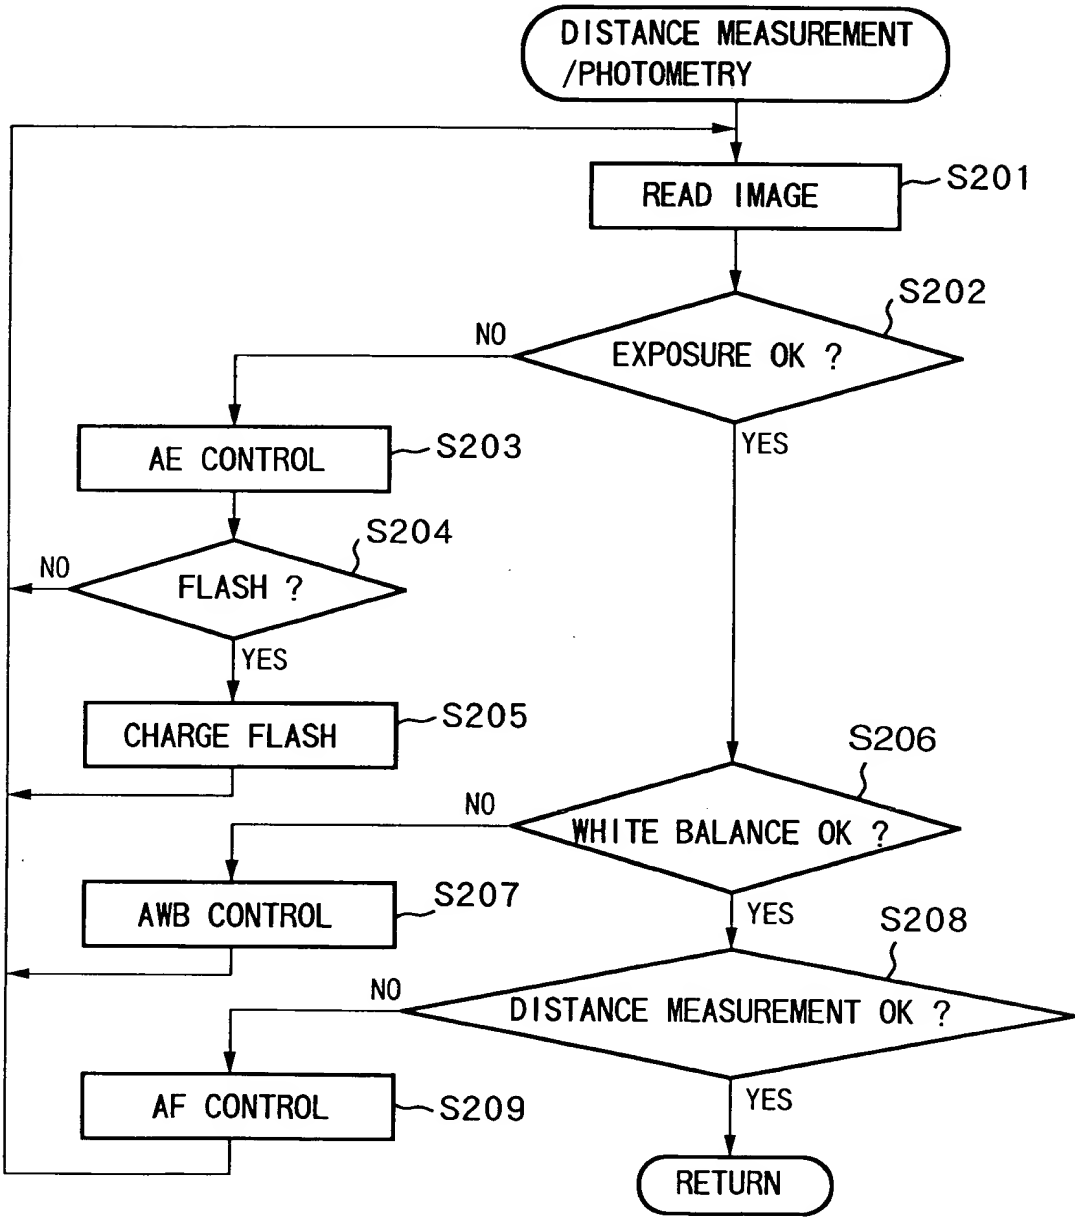 DISTANCE MEASUREMENT
/PHOTOMETRY
READ IMAGE
S201
S202
EXPOSURE OK ?
NO
YES
AE CONTROL
S203
S204
FLASH ?
NO
YES
CHARGE FLASH
S205
S206
WHITE BALANCE OK ?
NO
YES
AWB CONTROL
S207
S208
DISTANCE MEASUREMENT OK ?
NO
YES
AF CONTROL
S209
RETURN